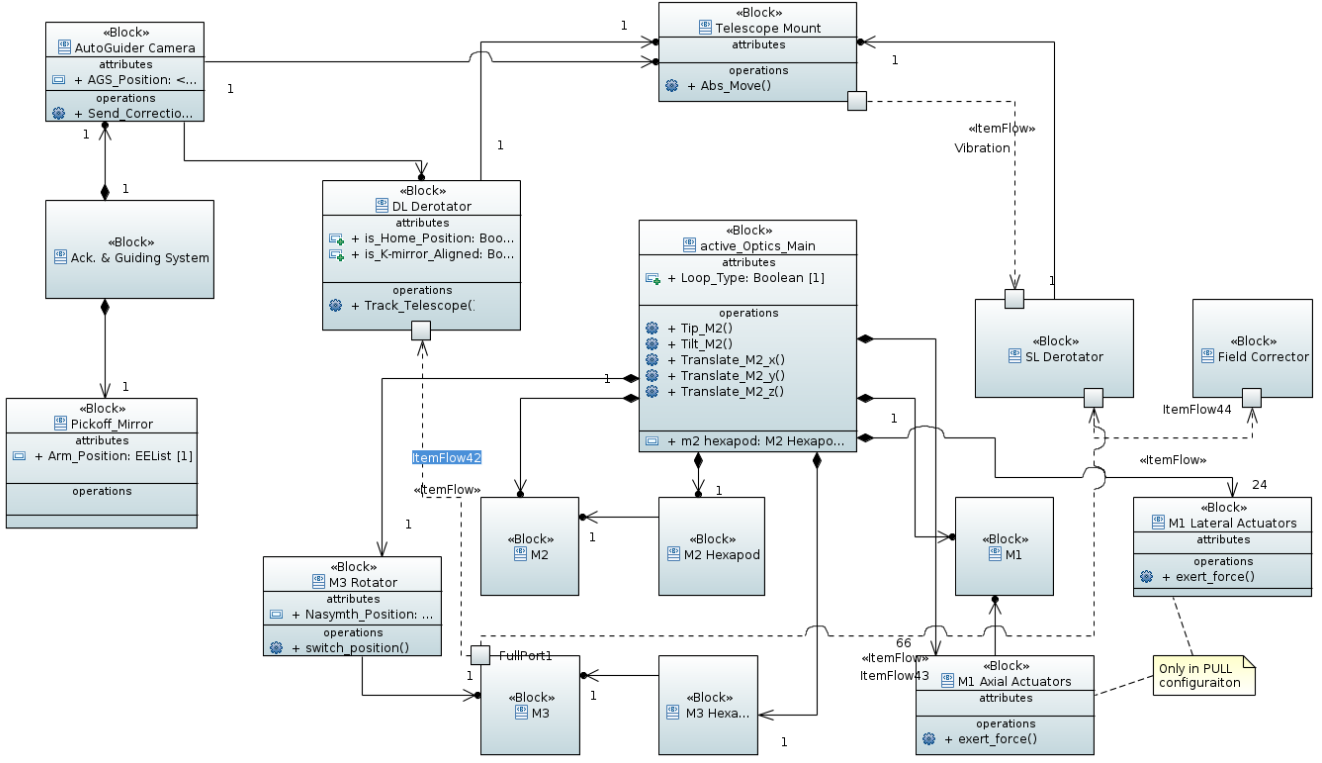 «Block»
AutoGuider Camera
attributes
+ AGS_Position: <...
operations
+ Send_Correctio...
1
1
«Block»
Ack. & Guiding System
1
«Block»
Pickoff_Mirror
attributes
+ Arm_Position: EEList [1]
operations
1
1
1
«Block»
Telescope Mount
attributes
operations
+ Abs_Move()
1
«ItemFlow»
Vibration
«Block»
DL Derotator
attributes
+ is_Home_Position: Boo...
+ is_K-mirror_Aligned: Bo...
operations
+ Track_Telescope(
«Block»
active_Optics_Main
attributes
+ Loop_Type: Boolean [1]
operations
+ Tip_M2()
+ Tilt_M2()
+ Translate_M2_x()
+ Translate_M2_y()
+ Translate_M2_z()
+ m2 hexapod: M2 Hexapo...
1
«Block»
SL Derotator
«Block»
Field Corrector
ItemFlow44
1
1
ItemFlow42
«ItemFlow»
«ItemFlow»
24
1
1
«Block»
M2
1
«Block»
M2 Hexapod
«Block»
M1
«Block»
M1 Lateral Actuators
attributes
operations
+ exert_force()
«Block»
M3 Rotator
attributes
+ Nasymth_Position: ...
operations
+ switch_position()
FullPort1
1
«Block»
M3
1
«Block»
M3 Hexa...
1
66
«ItemFlow»
ItemFlow43
«Block»
M1 Axial Actuators
attributes
operations
+ exert_force()
Only in PULL
configuraiton